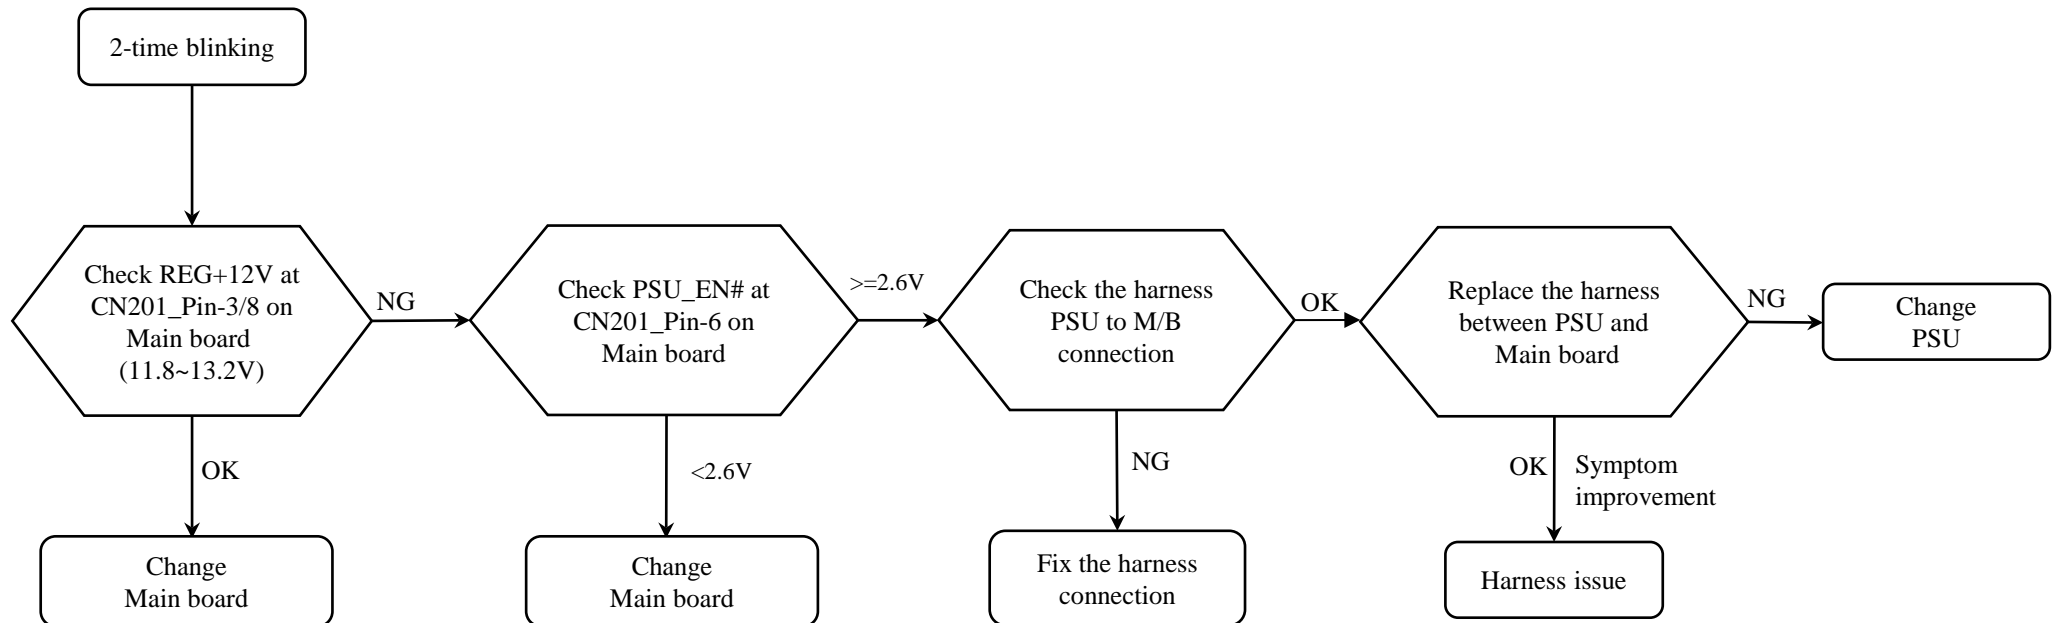 2-time blinking
Check REG+12V at
CN201_Pin-3/8 on
Main board
(11.8~13.2V)
NG
OK
Change
Main board
Check PSU_EN# at
CN201_Pin-6 on
Main board
>=2.6V
<2.6V
Change
Main board
Check the harness
PSU to M/B
connection
OK
NG
Fix the harness
connection
Replace the harness
between PSU and
Main board
NG
OK
Symptom
improvement
Harness issue
Change
PSU